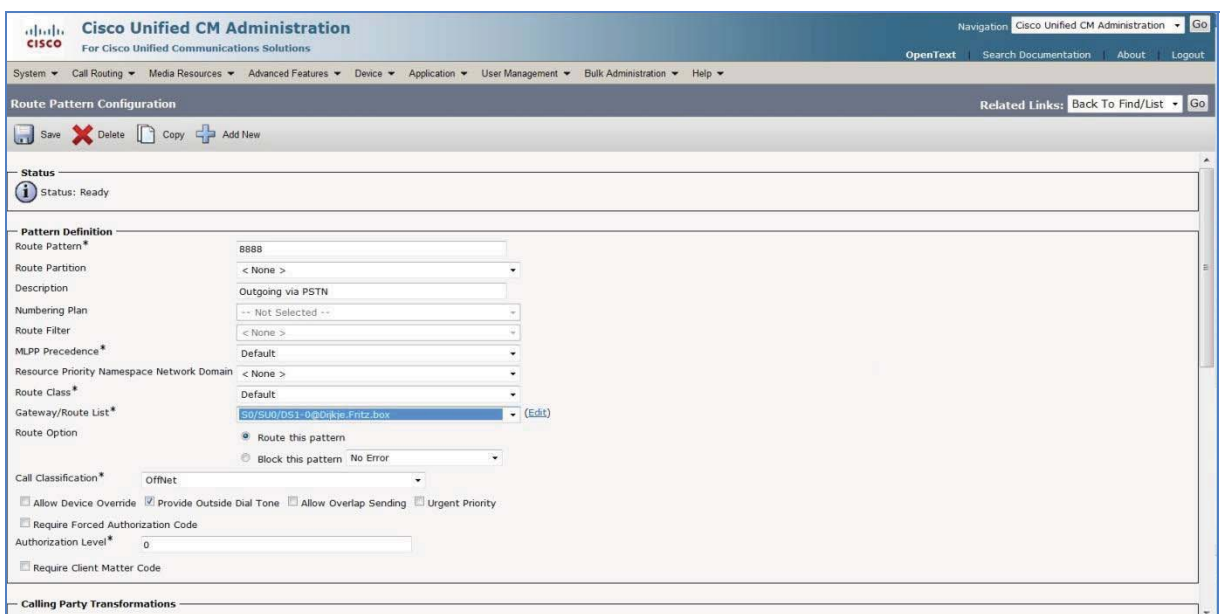 Cisco Unified CM Administration
CISCO
For Cisco Unified Communications Solutions
Navigation Cisco Unified CM Administration Go
OpenText Search Documentation About Logout
System Call Routing Media Resources Advanced Features Device Application User Management Bulk Administration Help
Route Pattern Configuration
Related Links: Back To Find/List Go
Save Delete Copy Add New
Status
Status: Ready
Pattern Definition
Route Pattern* 8888
Route Partition < None >
Description Outgoing via PSTN
Numbering Plan -- Not Selected --
Route Filter < None >
MLPP Precedence* Default
Resource Priority Namespace Network Domain < None >
Route Class* Default
Gateway/Route List* S0/SU0/DS1-0@Drjkje.Fritz.box (Edit)
Route Option Route this pattern
Block this pattern No Error
Call Classification* OffNet
Allow Device Override Provide Outside Dial Tone Allow Overlap Sending Urgent Priority
Require Forced Authorization Code
Authorization Level* 0
Require Client Matter Code
Calling Party Transformations